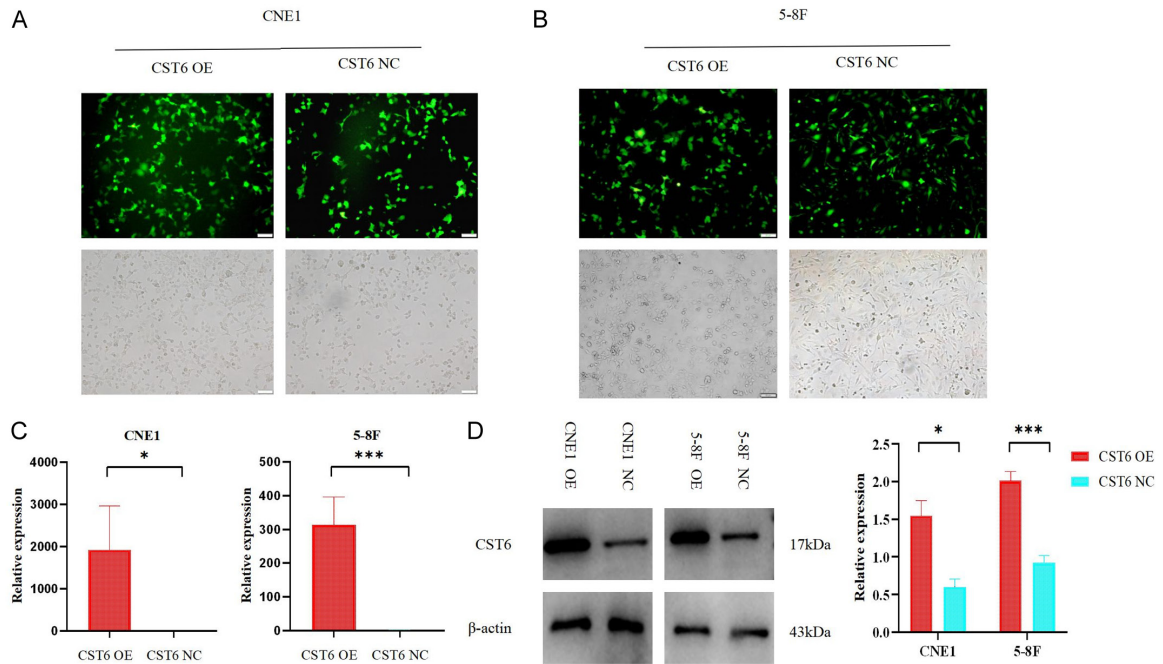 A
CNE1
CST6 OE
CST6 NC
B
5-8F
CST6 OE
CST6 NC
C
CNE1
*
Relative expression
4000
3000
2000
1000
0
CST6 OE
CST6 NC
5-8F
***
Relative expression
500
400
300
200
100
0
CST6 OE
CST6 NC
D
CNE1 OE
CNE1 NC
5-8F OE
5-8F NC
CST6
17kDa
β-actin
43kDa
Relative expression
2.5
2.0
1.5
1.0
0.5
0.0
*
***
CNE1
5-8F
CST6 OE
CST6 NC